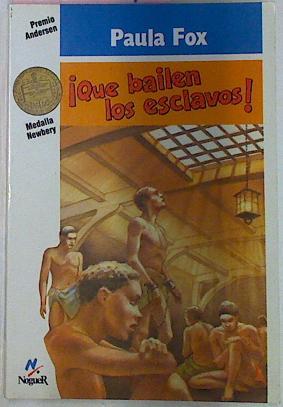 Premio
Andersen
Paula Fox
¡Que bailen
los esclavos!
Medalla
Newbery
NogueR